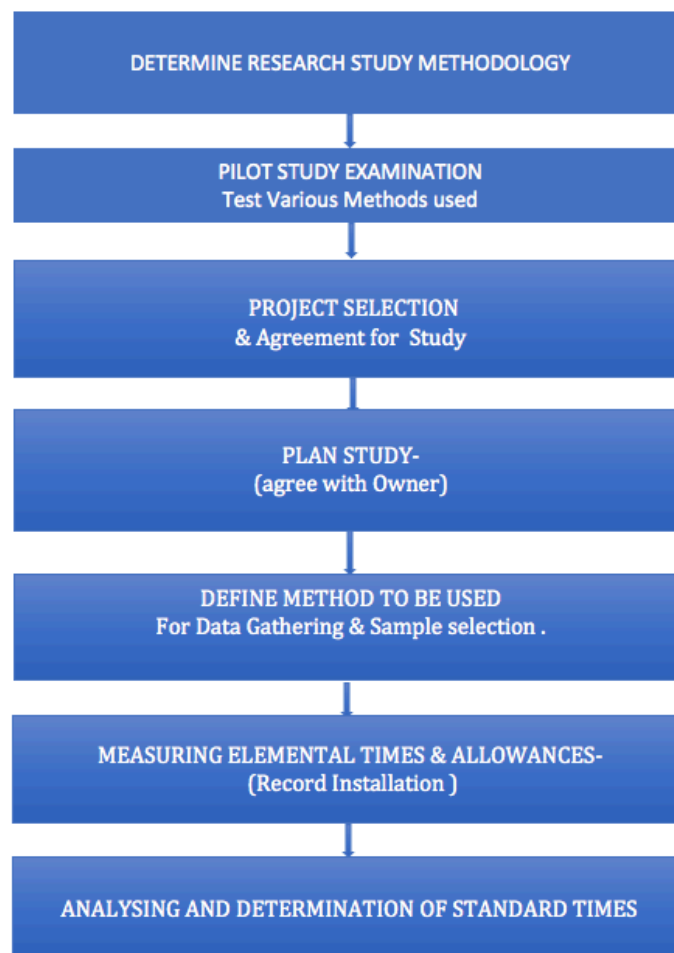 DETERMINE RESEARCH STUDY METHODOLOGY
PILOT STUDY EXAMINATION
Test Various Methods used
PROJECT SELECTION
& Agreement for Study
PLAN STUDY-
(agree with Owner)
DEFINE METHOD TO BE USED
For Data Gathering & Sample selection .
MEASURING ELEMENTAL TIMES & ALLOWANCES-
(Record Installation )
ANALYSING AND DETERMINATION OF STANDARD TIMES